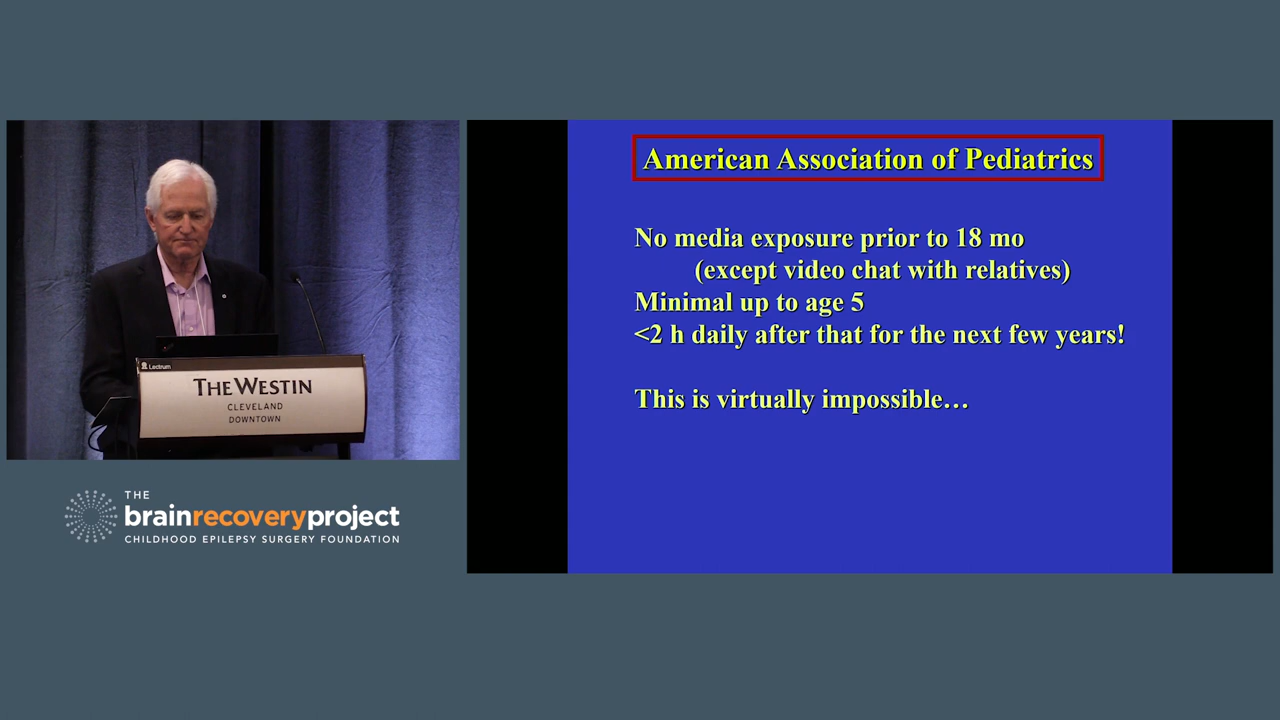 American Association of Pediatrics
No media exposure prior to 18 mo
(except video chat with relatives)
Minimal up to age 5
<2 h daily after that for the next few years!
This is virtually impossible…
Lectrum
THE WESTIN
CLEVELAND
DOWNTOWN
THE
brainrecoveryproject
CHILDHOOD EPILEPSY SURGERY FOUNDATION